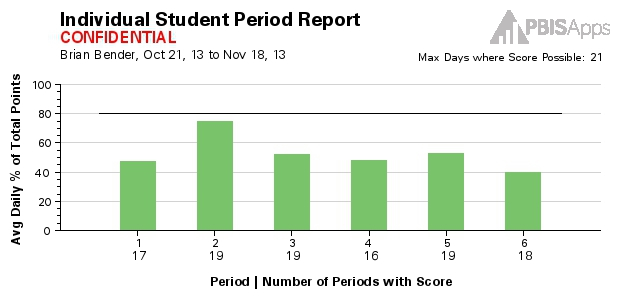 Individual Student Period Report
CONFIDENTIAL
Brian Bender, Oct 21, 13 to Nov 18, 13
PBISApps
Max Days where Score Possible: 21
Avg Daily % of Total Points
100
80
60
40
20
0
1 2 3 4 5 6
17 19 19 16 19 18
Period | Number of Periods with Score